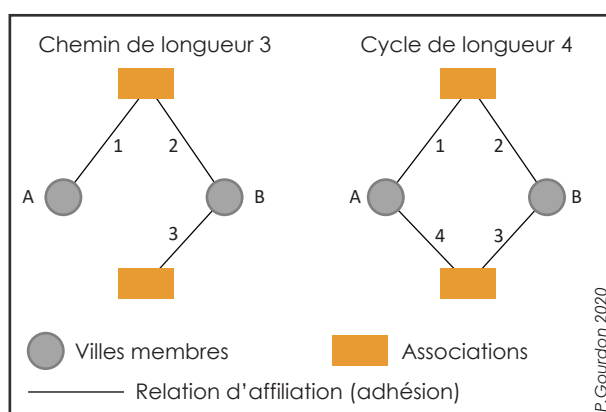 Chemin de longueur 3
Cycle de longueur 4
1
2
A
B
3
1
2
A
B
4
3
Villes membres
Associations
Relation d'affiliation (adhésion)
P.Gourdon 2020